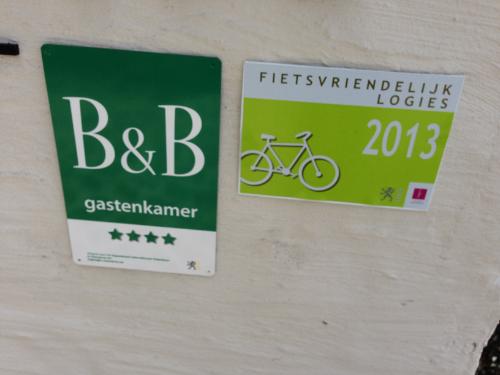 B&B
gastenkamer
FIETSVRIENDELIJK
LOGIES
2013